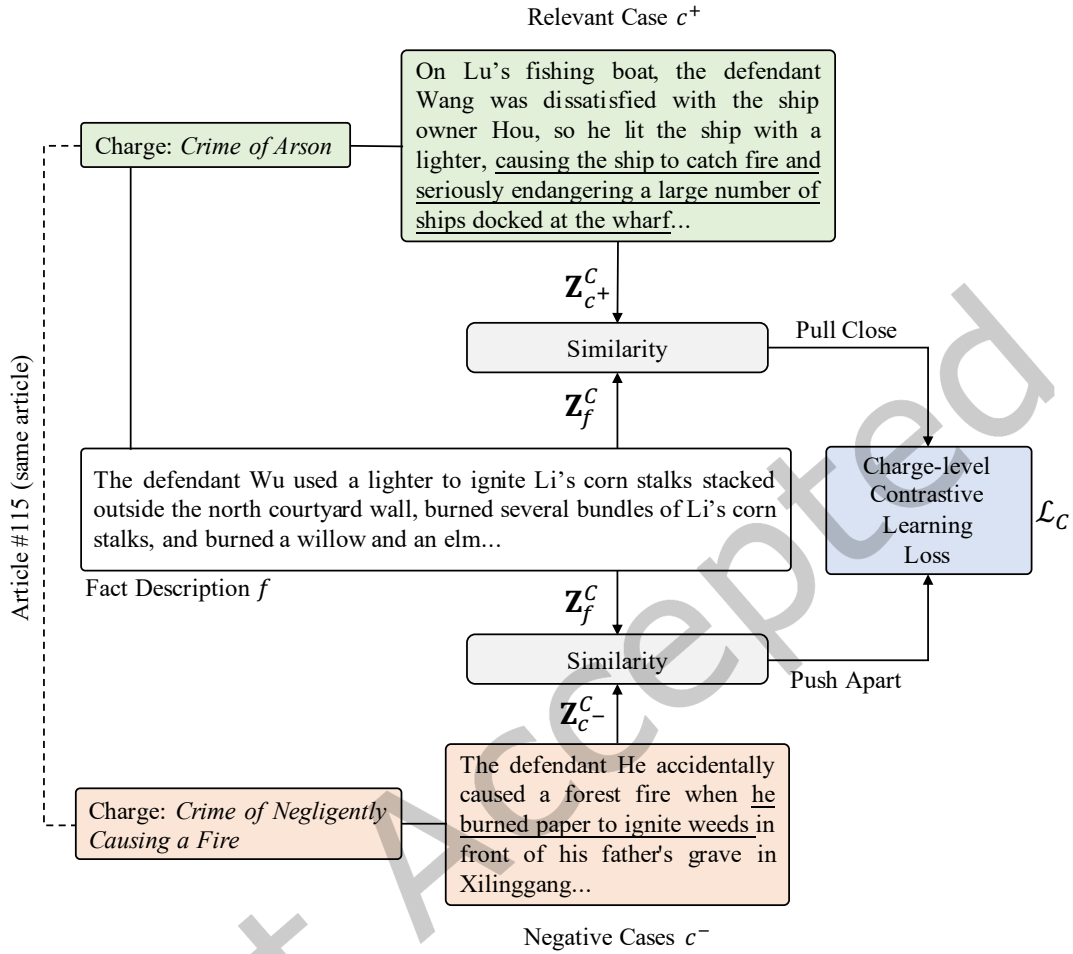 Relevant Case c⁺
On Lu's fishing boat, the defendant
Wang was dissatisfied with the ship
owner Hou, so he lit the ship with a
lighter, causing the ship to catch fire and
seriously endangering a large number of
ships docked at the wharf...
Charge: Crime of Arson
Z_{c⁺}^C
Similarity
Pull Close
Z_f^C
Article #115 (same article)
The defendant Wu used a lighter to ignite Li's corn stalks stacked
outside the north courtyard wall, burned several bundles of Li's corn
stalks, and burned a willow and an elm...
Fact Description f
Charge-level
Contrastive
Learning
Loss
ℒ_C
Z_f^C
Similarity
Push Apart
Z_{c⁻}^C
Charge: Crime of Negligently
Causing a Fire
The defendant He accidentally
caused a forest fire when he
burned paper to ignite weeds in
front of his father's grave in
Xilinggang...
Negative Cases c⁻
t Accepted